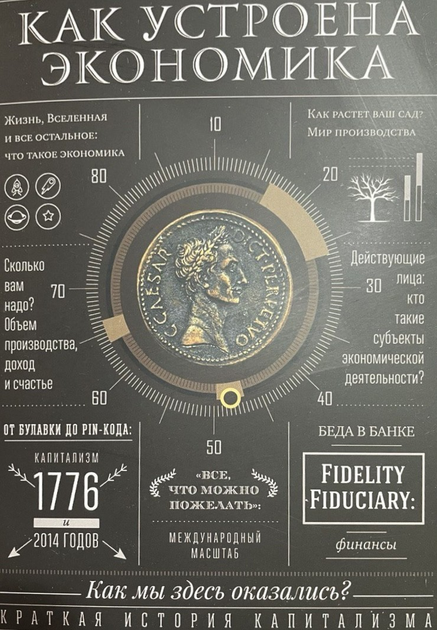 КАК УСТРОЕНА
ЭКОНОМИКА
Жизнь, Вселенная
и все остальное:
что такое экономика
Как растет ваш сад?
Мир производства
10
80
20
CAESAR DICT PERPETVO
Сколько
вам
надо?
Объем
производства,
доход
и счастье
70
30
Действующие
лица:
кто
такие
субъекты
экономической
деятельности?
60
40
50
ОТ БУЛАВКИ ДО PIN-КОДА:
КАПИТАЛИЗМ
1776
и
2014 ГОДОВ
«ВСЕ,
ЧТО МОЖНО
ПОЖЕЛАТЬ»:
МЕЖДУНАРОДНЫЙ
МАСШТАБ
БЕДА В БАНКЕ
FIDELITY
FIDUCIARY:
финансы
Как мы здесь оказались?
КРАТКАЯ ИСТОРИЯ КАПИТАЛИЗМА